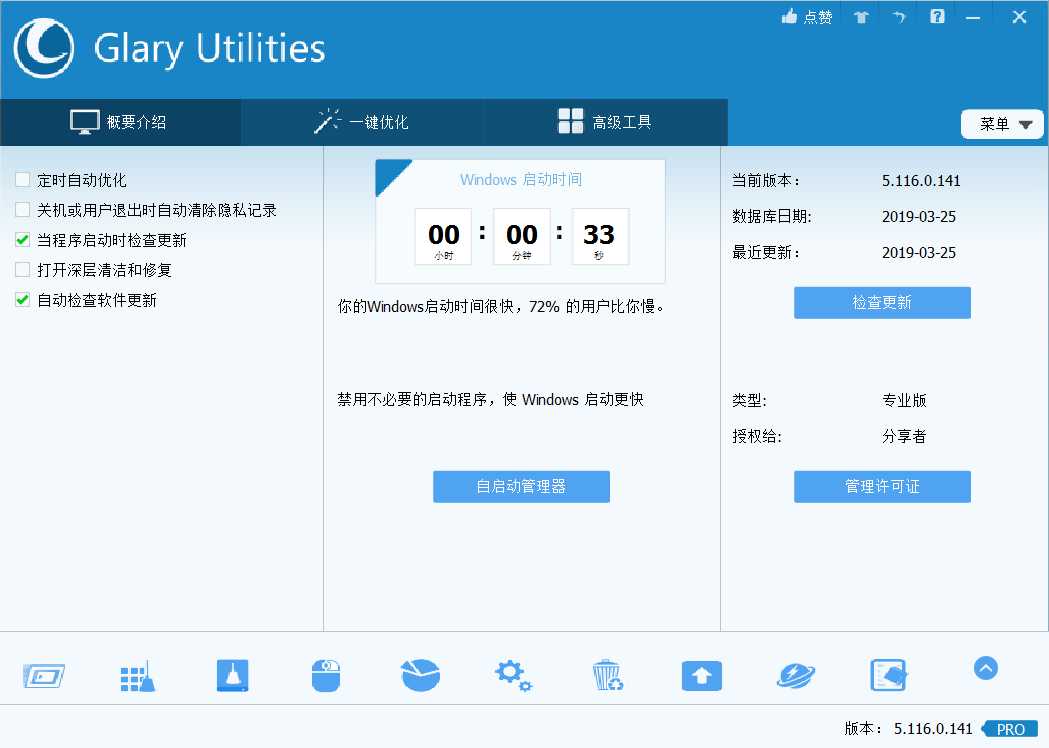 点赞
Glary Utilities
概要介绍
一键优化
高级工具
菜单
定时自动优化
关机或用户退出时自动清除隐私记录
当程序启动时检查更新
打开深层清洁和修复
自动检查软件更新
Windows 启动时间
00 : 00 : 33
小时 分钟 秒
你的Windows启动时间很快，72% 的用户比你慢。
禁用不必要的启动程序，使 Windows 启动更快
自启动管理器
当前版本： 5.116.0.141
数据库日期: 2019-03-25
最近更新： 2019-03-25
检查更新
类型: 专业版
授权给: 分享者
管理许可证
版本： 5.116.0.141 PRO